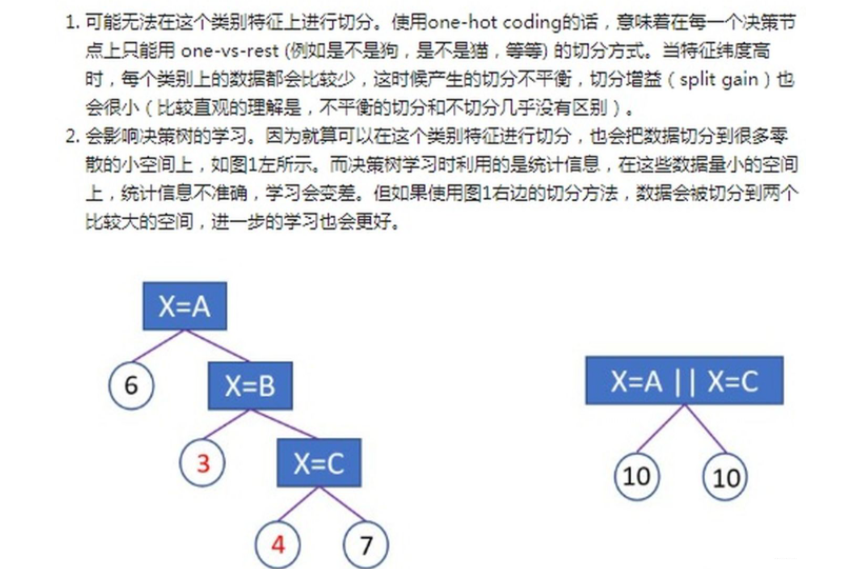 1. 可能无法在这个类别特征上进行切分。使用one-hot coding的话，意味着在每一个决策节
点上只能用 one-vs-rest (例如是不是狗，是不是猫，等等) 的切分方式。当特征纬度高
时，每个类别上的数据都会比较少，这时候产生的切分不平衡，切分增益（split gain）也
会很小（比较直观的理解是，不平衡的切分和不切分几乎没有区别）。
2. 会影响决策树的学习。因为就算可以在这个类别特征进行切分，也会把数据切分到很多零
散的小空间上，如图1左所示。而决策树学习时利用的是统计信息，在这些数据量小的空间
上，统计信息不准确，学习会变差。但如果使用图1右边的切分方法，数据会被切分到两个
比较大的空间，进一步的学习也会更好。
X=A
6
X=B
3
X=C
4
7
X=A || X=C
10
10